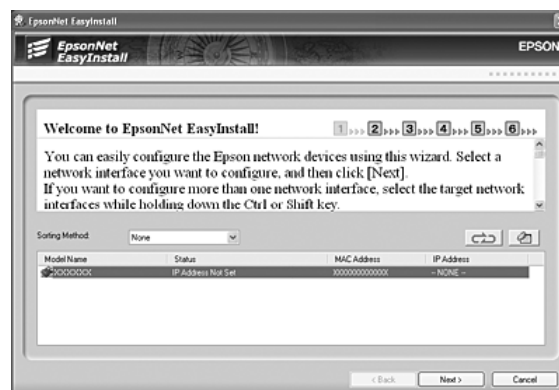 EpsonNet EasyInstall
EpsonNet
EasyInstall
EPSON
Welcome to EpsonNet EasyInstall!
1 2 3 4 5 6
You can easily configure the Epson network devices using this wizard. Select a
network interface you want to configure, and then click [Next].
If you want to configure more than one network interface, select the target network
interfaces while holding down the Ctrl or Shift key.
Sorting Method: None
Model Name Status MAC Address IP Address
XXXXXXX IP Address Not Set XXXXXXXXXXXX -- NONE --
< Back Next > Cancel